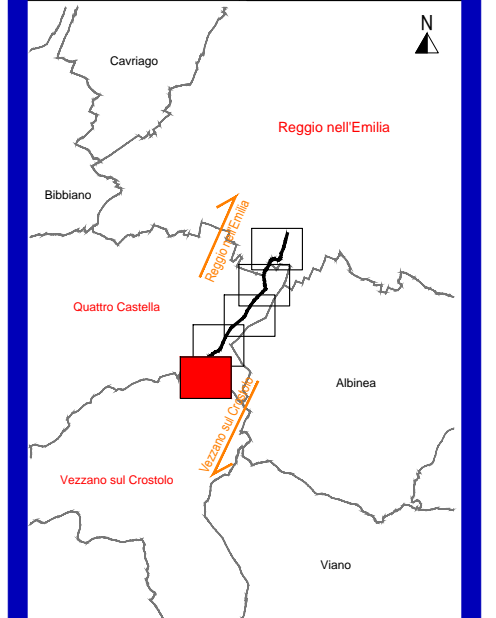 N
Cavriago
Reggio nell'Emilia
Bibbiano
Reggio nell'Emilia
Quattro Castella
Albinea
Vezzano sul Crostolo
Vezzano sul Crostolo
Viano